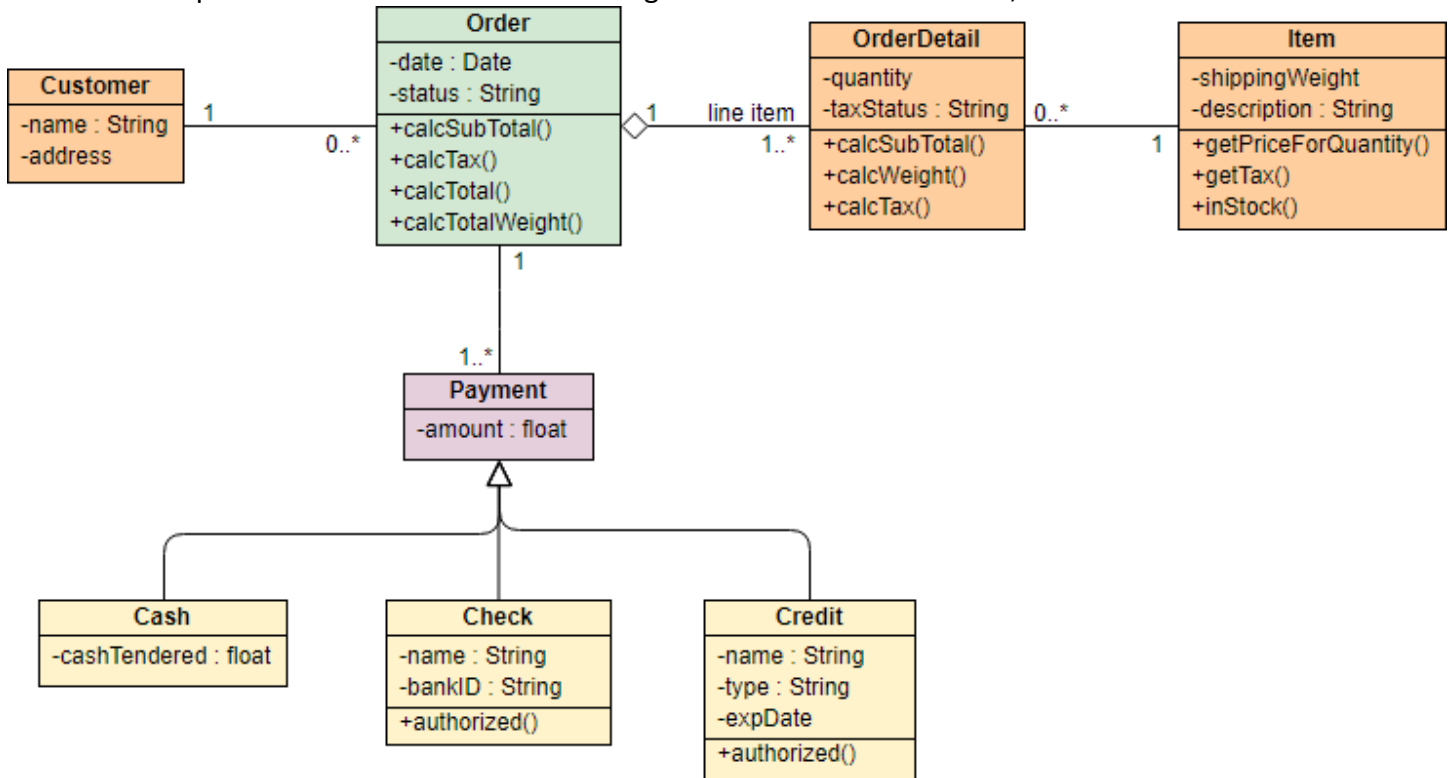 Order
-date : Date
-status : String
+calcSubTotal()
+calcTax()
+calcTotal()
+calcTotalWeight()
OrderDetail
-quantity
-taxStatus : String
+calcSubTotal()
+calcWeight()
+calcTax()
Item
-shippingWeight
-description : String
+getPriceForQuantity()
+getTax()
+inStock()
Customer
-name : String
-address
1
0..*
1
line item
1..*
0..*
1
1
1..*
Payment
-amount : float
Cash
-cashTendered : float
Check
-name : String
-bankID : String
+authorized()
Credit
-name : String
-type : String
-expDate
+authorized()